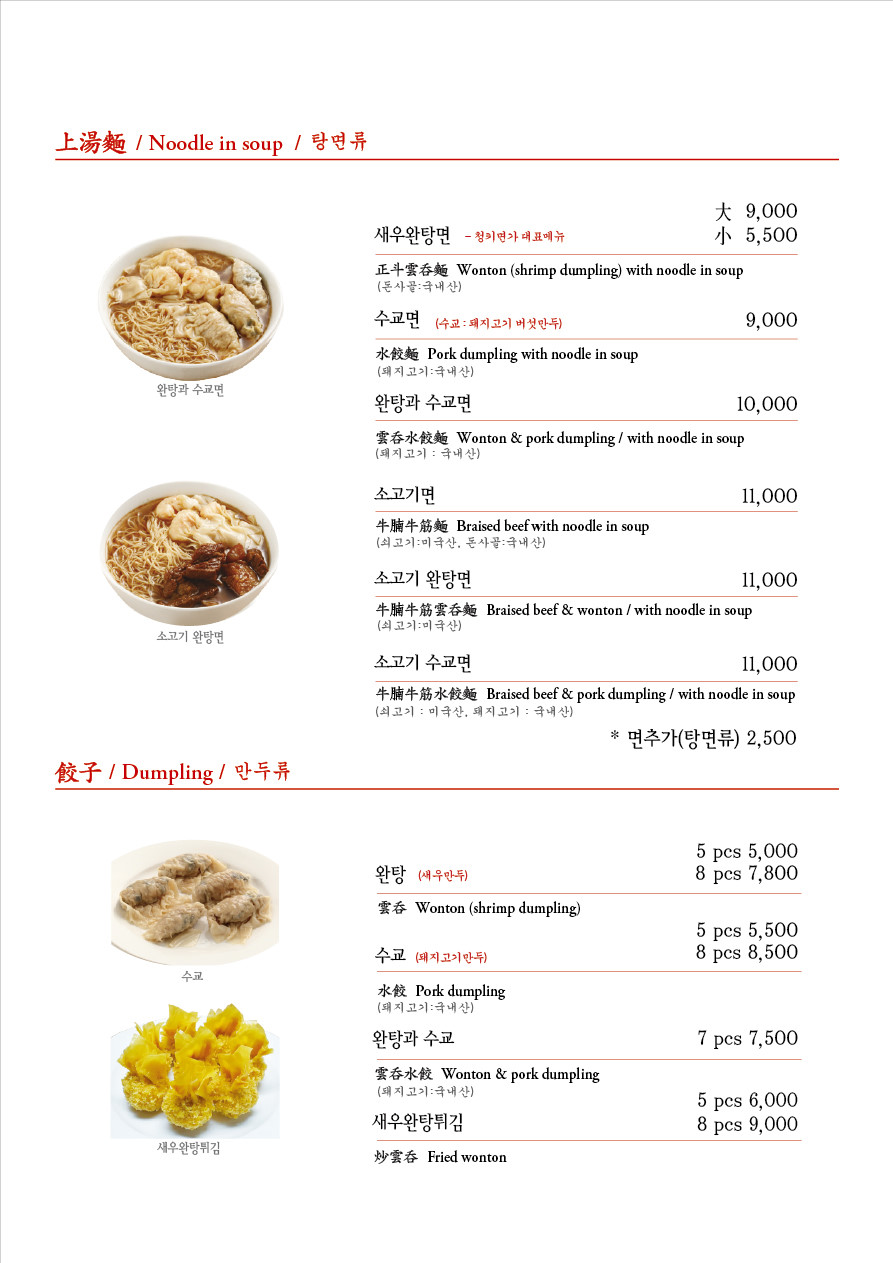 上湯麵 / Noodle in soup / 탕면류
大 9,000
새우완탕면 - 청키면가 대표메뉴 小 5,500
正斗雲呑麵 Wonton (shrimp dumpling) with noodle in soup
(돈사골:국내산)
수교면 (수교 : 돼지고기 버섯만두) 9,000
水餃麵 Pork dumpling with noodle in soup
(돼지고기:국내산)
완탕과 수교면
완탕과 수교면 10,000
雲呑水餃麵 Wonton & pork dumpling / with noodle in soup
(돼지고기 : 국내산)
소고기면 11,000
牛腩牛筋麵 Braised beef with noodle in soup
(쇠고기:미국산, 돈사골:국내산)
소고기 완탕면 11,000
牛腩牛筋雲呑麵 Braised beef & wonton / with noodle in soup
(쇠고기:미국산)
소고기 완탕면
소고기 수교면 11,000
牛腩牛筋水餃麵 Braised beef & pork dumpling / with noodle in soup
(쇠고기 : 미국산, 돼지고기 : 국내산)
* 면추가(탕면류) 2,500
餃子 / Dumpling / 만두류
5 pcs 5,000
완탕 (새우만두) 8 pcs 7,800
雲呑 Wonton (shrimp dumpling)
5 pcs 5,500
수교 (돼지고기만두) 8 pcs 8,500
수교
水餃 Pork dumpling
(돼지고기:국내산)
완탕과 수교 7 pcs 7,500
雲呑水餃 Wonton & pork dumpling
(돼지고기:국내산)
5 pcs 6,000
새우완탕튀김 8 pcs 9,000
새우완탕튀김
炒雲呑 Fried wonton